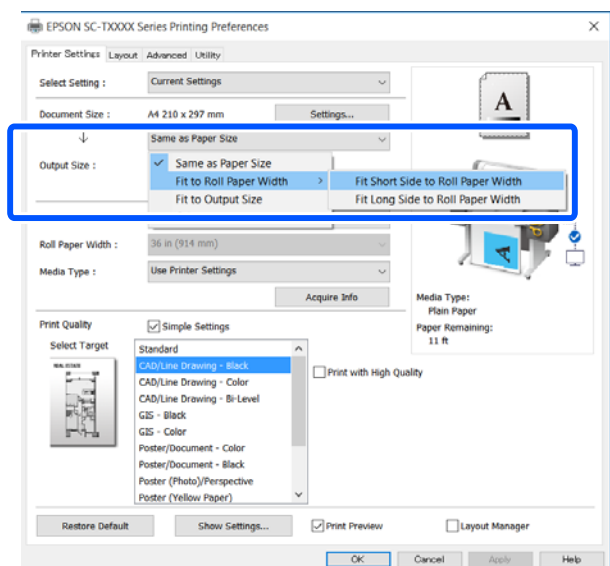 EPSON SC-TXXXX Series Printing Preferences
Printer Settings Layout Advanced Utility
Select Setting : Current Settings
Document Size : A4 210 x 297 mm Settings...
Same as Paper Size
Output Size : Same as Paper Size
Fit to Roll Paper Width Fit Short Side to Roll Paper Width
Fit to Output Size Fit Long Side to Roll Paper Width
Roll Paper Width : 36 in (914 mm)
Media Type : Use Printer Settings
Acquire Info
Media Type:
Plain Paper
Paper Remaining:
11 ft
Print Quality Simple Settings
Select Target
Standard
CAD/Line Drawing - Black
CAD/Line Drawing - Color
CAD/Line Drawing - Bi-Level
GIS - Black
GIS - Color
Poster/Document - Color
Poster/Document - Black
Poster (Photo)/Perspective
Poster (Yellow Paper)
REAL ESTATE
Print with High Quality
A
A
Restore Default Show Settings... Print Preview Layout Manager
OK Cancel Apply Help